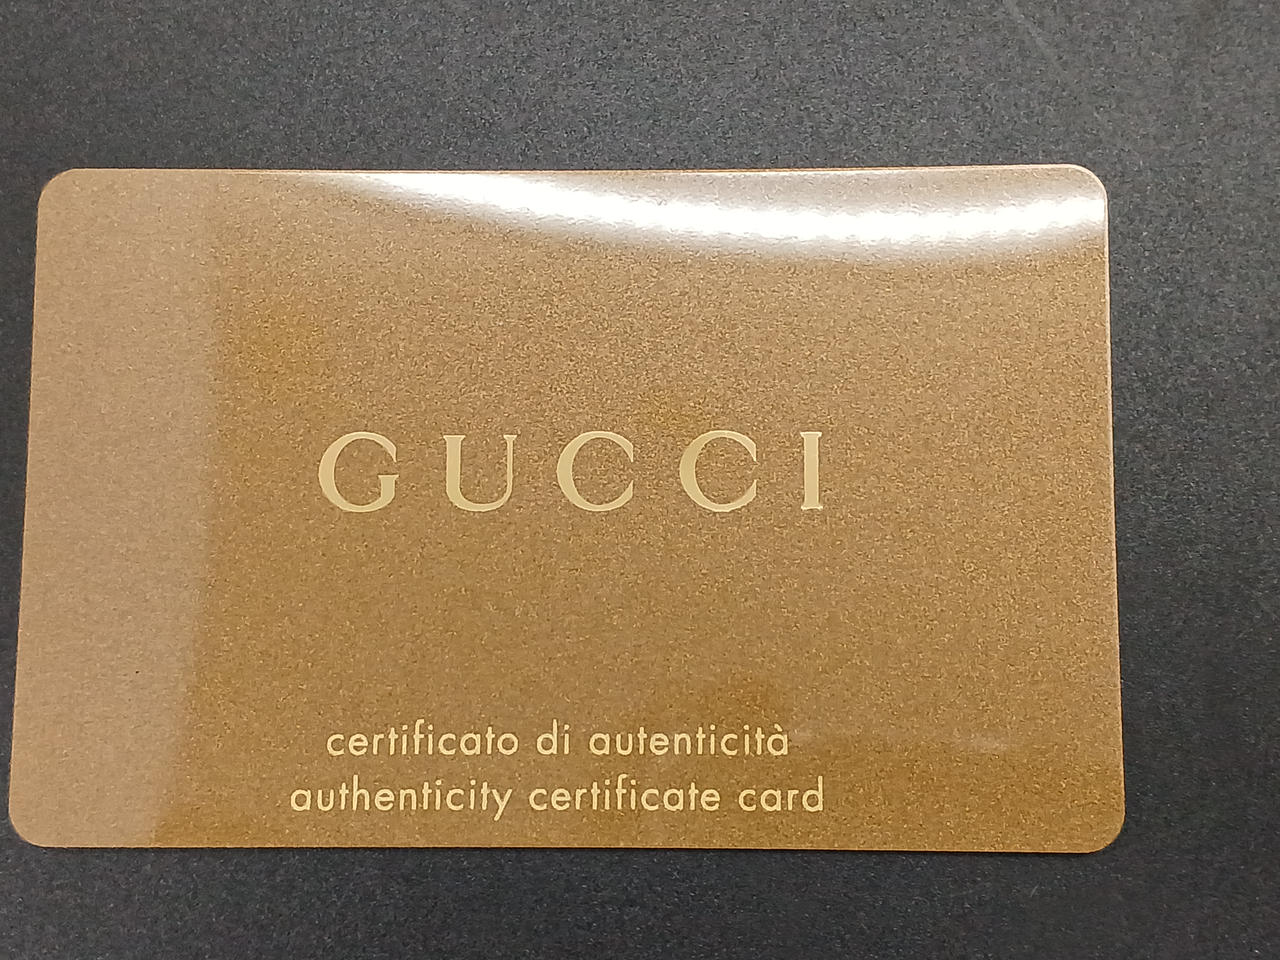 GUCCI
certificato di autenticità
authenticity certificate card